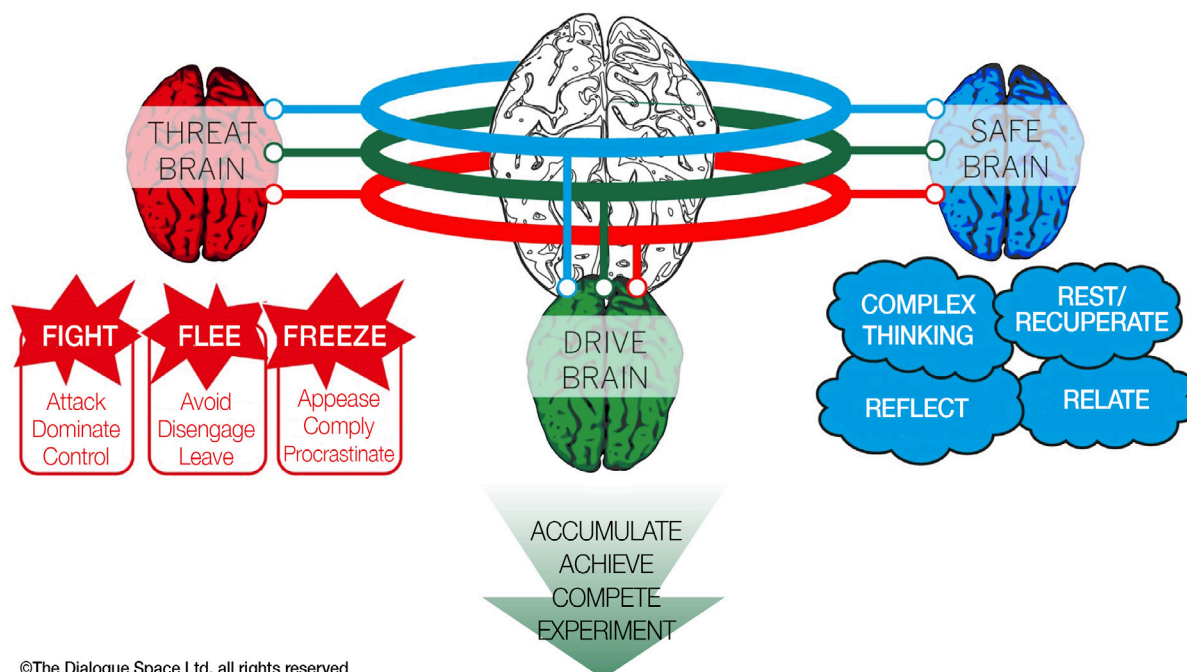 THREAT
BRAIN
SAFE
BRAIN
DRIVE
BRAIN
FIGHT
Attack
Dominate
Control
FLEE
Avoid
Disengage
Leave
FREEZE
Appease
Comply
Procrastinate
COMPLEX
THINKING
REST/
RECUPERATE
REFLECT
RELATE
ACCUMULATE
ACHIEVE
COMPETE
EXPERIMENT
©The Dialogue Space Ltd. all rights reserved